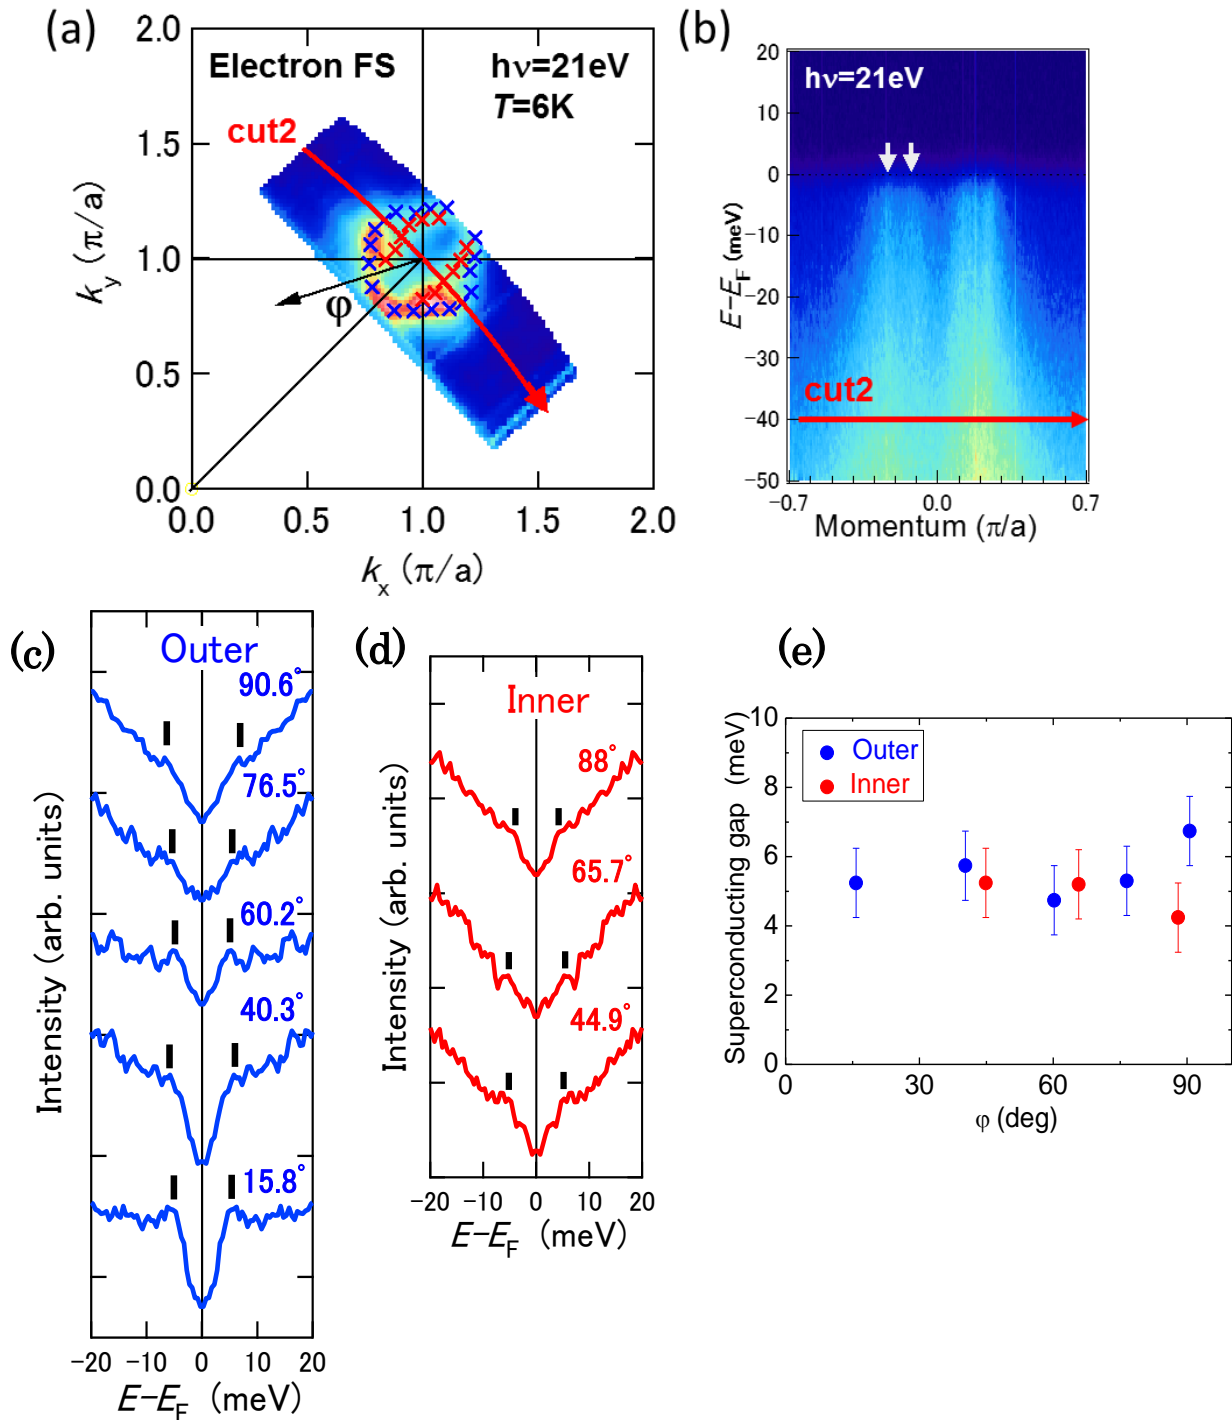 (a)
2.0
Electron FS
hν=21eV
T=6K
1.5
cut2
1.0
φ
0.5
0.0
0.0 0.5 1.0 1.5 2.0
ky (π/a)
kx (π/a)
(b)
20
hν=21eV
10
0
−10
−20
−30
cut2
−40
−50
−0.7 0.0 0.7
E−EF (meV)
Momentum (π/a)
(c)
Outer
90.6°
76.5°
60.2°
40.3°
15.8°
Intensity (arb. units)
−20 −10 0 10 20
E−EF (meV)
(d)
Inner
88°
65.7°
44.9°
Intensity (arb. units)
−20 −10 0 10 20
E−EF (meV)
(e)
10
Outer
Inner
8
6
4
2
0
0 30 60 90
Superconducting gap (meV)
φ (deg)